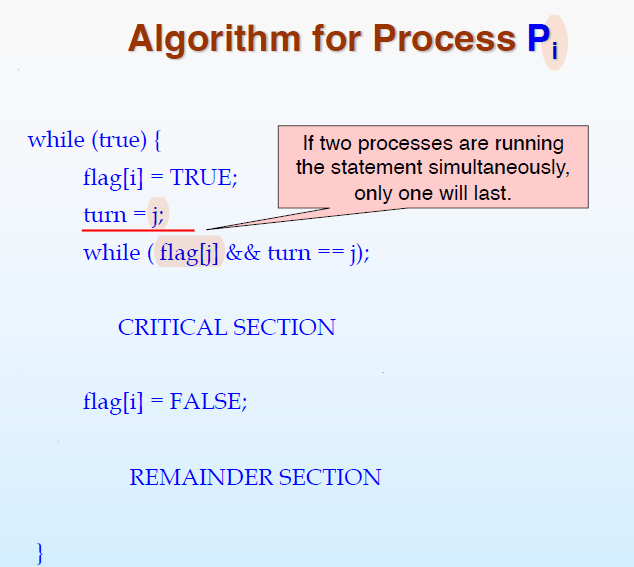 Algorithm for Process Pi
while (true) {
If two processes are running
the statement simultaneously,
only one will last.
flag[i] = TRUE;
turn = j;
while ( flag[j] && turn == j);
CRITICAL SECTION
flag[i] = FALSE;
REMAINDER SECTION
}